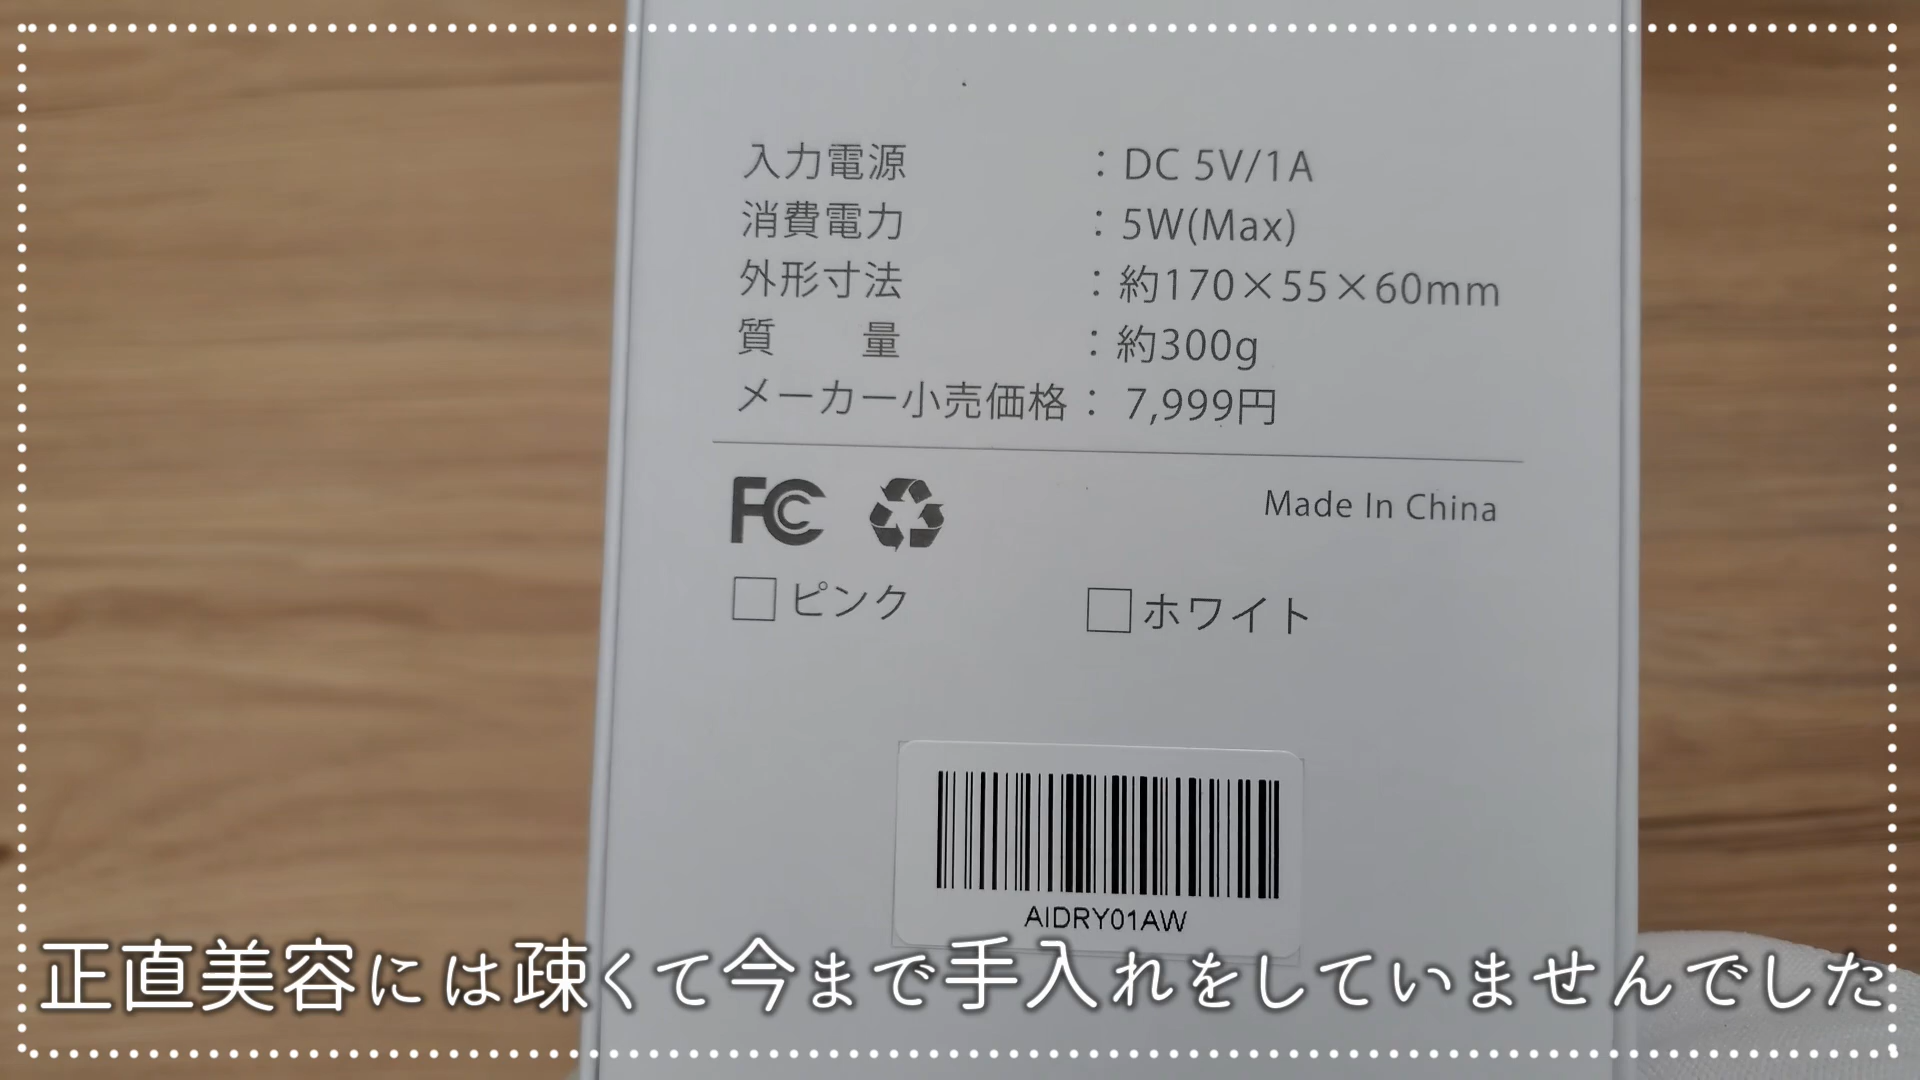 入力電源 : DC 5V/1A
消費電力 : 5W(Max)
外形寸法 : 約170×55×60mm
質 量 : 約300g
メーカー小売価格 : 7,999円
FC
Made In China
□ピンク □ホワイト
AIDRY01AW
正直美容には疎くて今まで手入れをしていませんでした